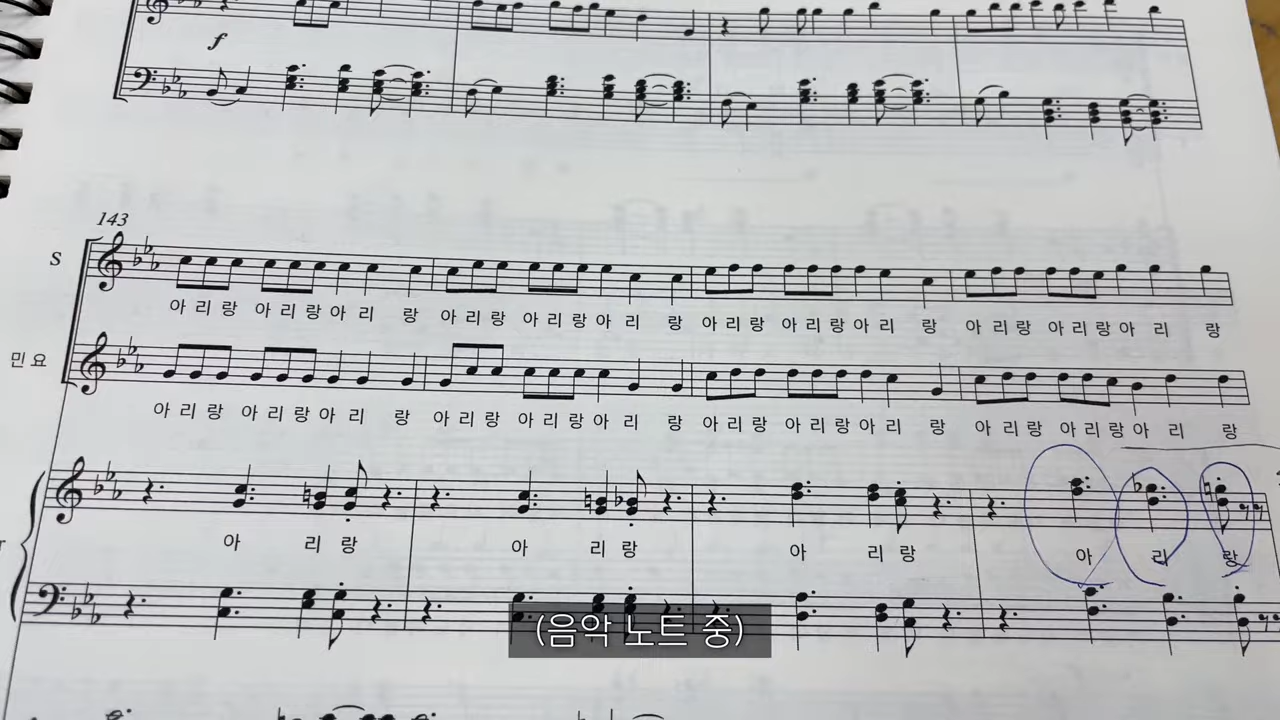 f
143
S
아 리 랑 아 리 랑 아 리 랑 아 리 랑 아 리 랑 아 리 랑 아 리 랑 아 리 랑 아 리 랑 아 리 랑 아 리 랑 아 리 랑
민 요
아 리 랑 아 리 랑 아 리 랑 아 리 랑 아 리 랑 아 리 랑 아 리 랑 아 리 랑 아 리 랑 아 리 랑 아 리 랑 아 리 랑
아 리 랑 아 리 랑 아 리 랑 아 리 랑
(음악 노트 중)